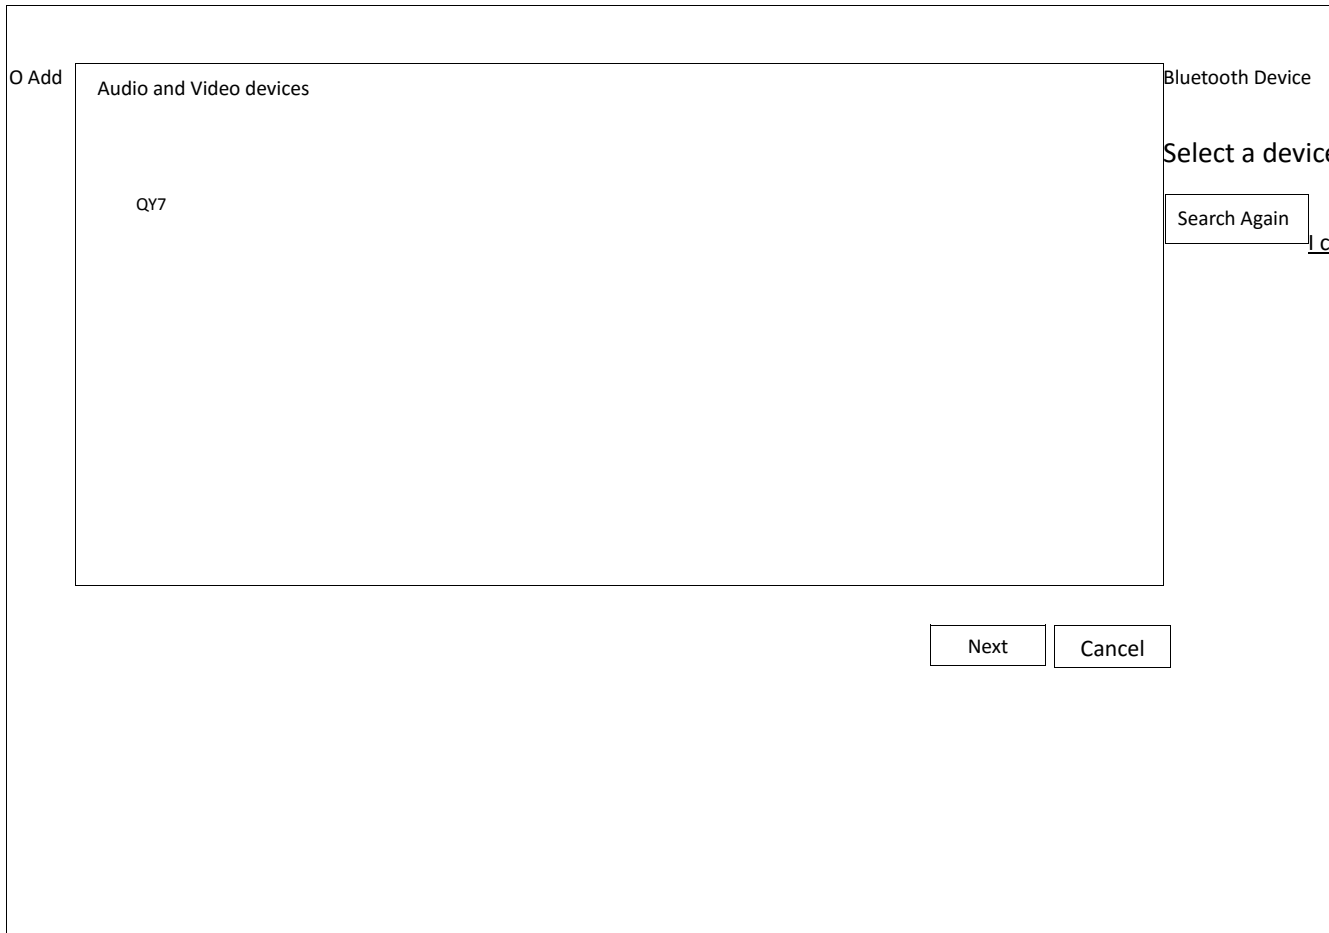 O Add
Audio and Video devices
QY7
Bluetooth Device
Select a device
Search Again
I c
Next
Cancel